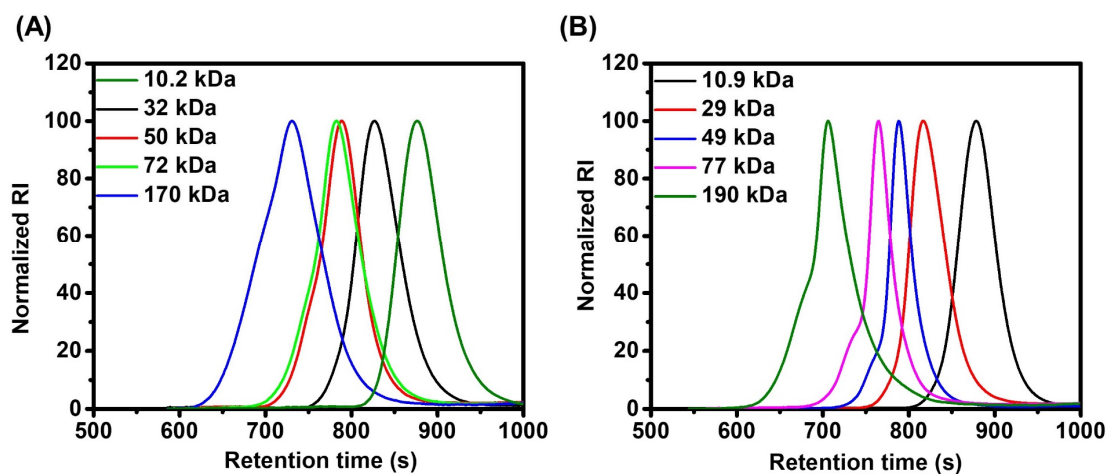 (A)
120
100
80
60
40
20
0
Normalized RI
10.2 kDa
32 kDa
50 kDa
72 kDa
170 kDa
500 600 700 800 900 1000
Retention time (s)
(B)
120
100
80
60
40
20
0
Normalized RI
10.9 kDa
29 kDa
49 kDa
77 kDa
190 kDa
500 600 700 800 900 1000
Retention time (s)